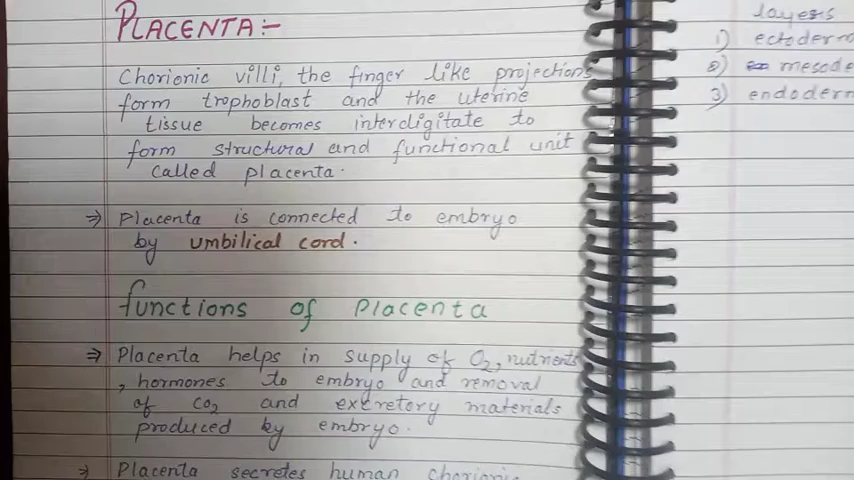 PLACENTA:-
Chorionic villi, the finger like projections
form trophoblast and the uterine
tissue becomes interdigitate to
form structural and functional unit
called placenta.
⇒ Placenta is connected to embryo
by umbilical cord.
functions of Placenta
⇒ Placenta helps in supply of O2, nutrients
, hormones to embryo and removal
of CO2 and excretory materials
produced by embryo.
⇒ Placenta secretes human chorionic
layers
1) ectoderm
2) mesode
3) endoderm